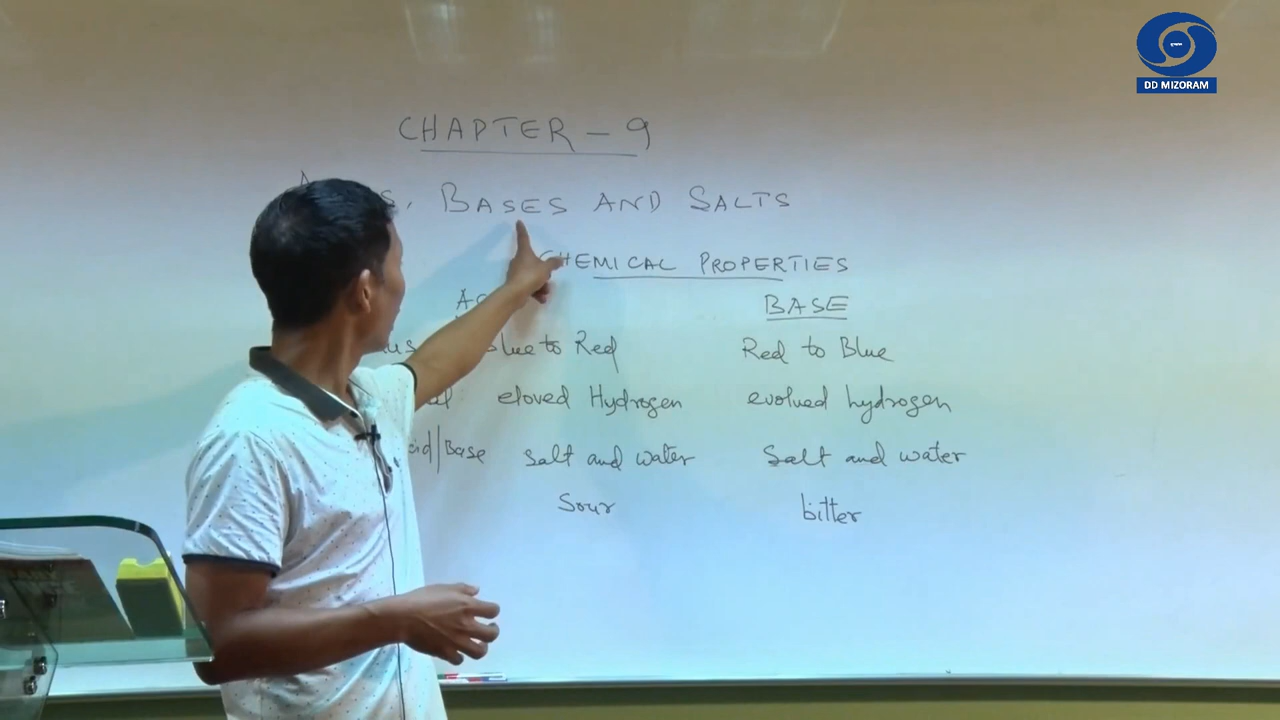 DD MIZORAM
CHAPTER - 9
BASES AND SALTS
CHEMICAL PROPERTIES
BASE
Blue to Red Red to Blue
eloved Hydrogen evolved hydrogen
Acid/Base Salt and water Salt and water
Sour bitter